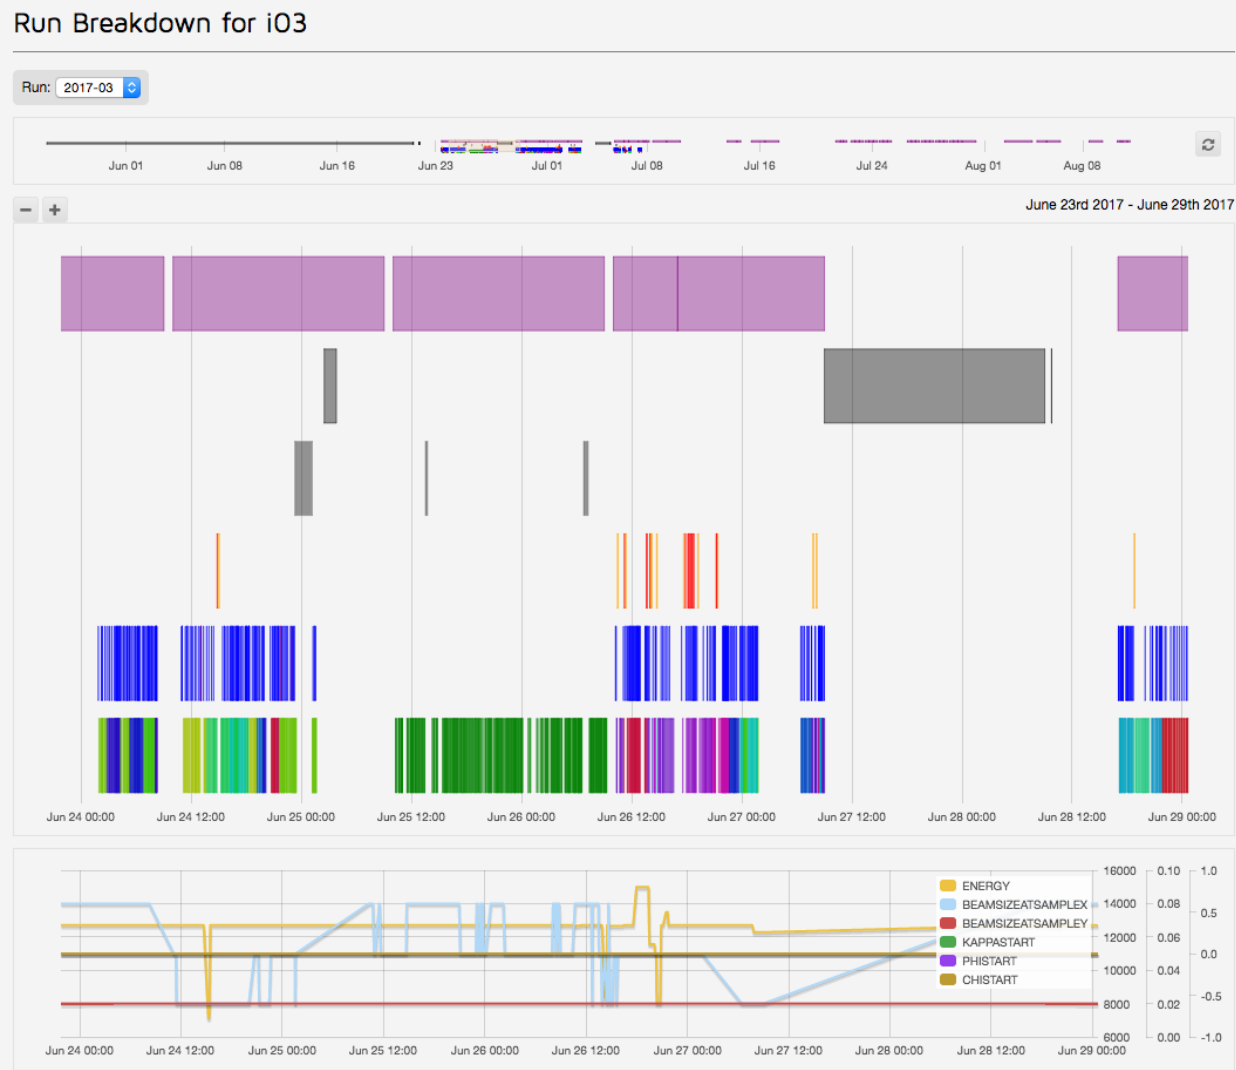 Run Breakdown for i03
Run: 2017-03
Jun 01 Jun 08 Jun 16 Jun 23 Jul 01 Jul 08 Jul 16 Jul 24 Aug 01 Aug 08
− + June 23rd 2017 - June 29th 2017
Jun 24 00:00 Jun 24 12:00 Jun 25 00:00 Jun 25 12:00 Jun 26 00:00 Jun 26 12:00 Jun 27 00:00 Jun 27 12:00 Jun 28 00:00 Jun 28 12:00 Jun 29 00:00
16000 0.10 1.0
ENERGY
BEAMSIZEATSAMPLEX 14000 0.08
0.5
BEAMSIZEATSAMPLEY
KAPPASTART 12000 0.06
0.0
PHISTART
10000 0.04
CHISTART
-0.5
8000 0.02
6000 0.00 -1.0
Jun 24 00:00 Jun 24 12:00 Jun 25 00:00 Jun 25 12:00 Jun 26 00:00 Jun 26 12:00 Jun 27 00:00 Jun 27 12:00 Jun 28 00:00 Jun 28 12:00 Jun 29 00:00